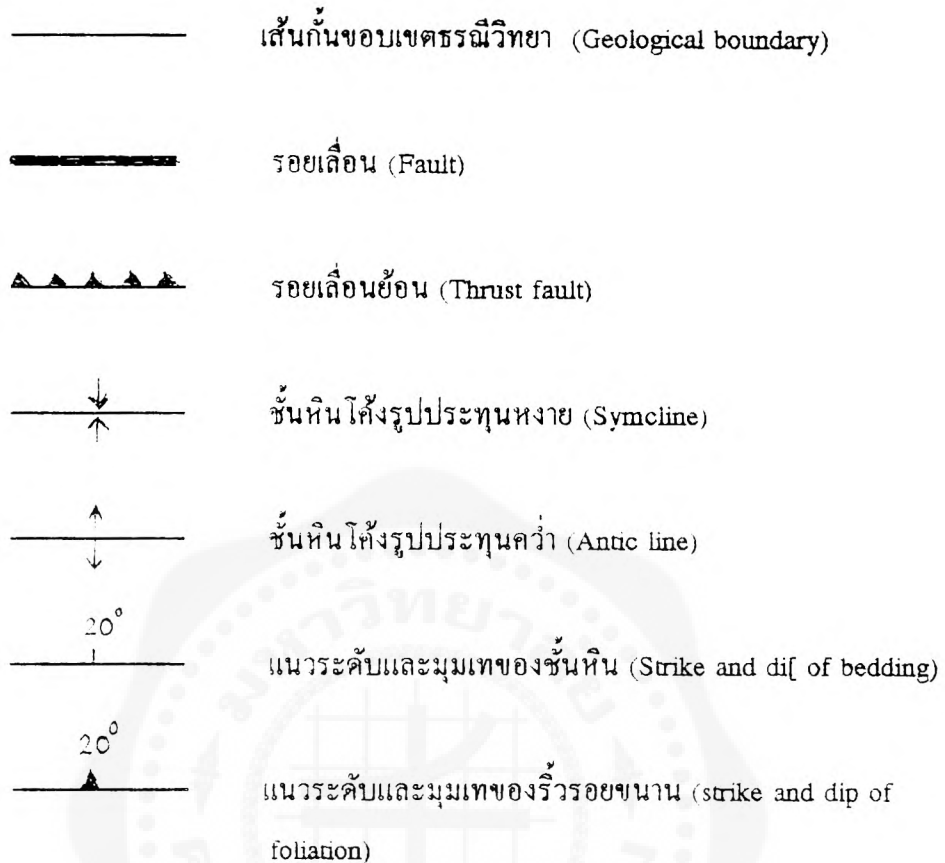 เส้นกั้นขอบเขตธรณีวิทยา (Geological boundary)
รอยเลื่อน (Fault)
รอยเลื่อนย้อน (Thrust fault)
ชั้นหินโค้งรูปประทุนหงาย (Symcline)
ชั้นหินโค้งรูปประทุนคว่ำ (Antic line)
20°
แนวระดับและมุมเทของชั้นหิน (Strike and di[ of bedding)
20°
แนวระดับและมุมเทของริ้วรอยขนาน (strike and dip of
foliation)
มหาวิทยา